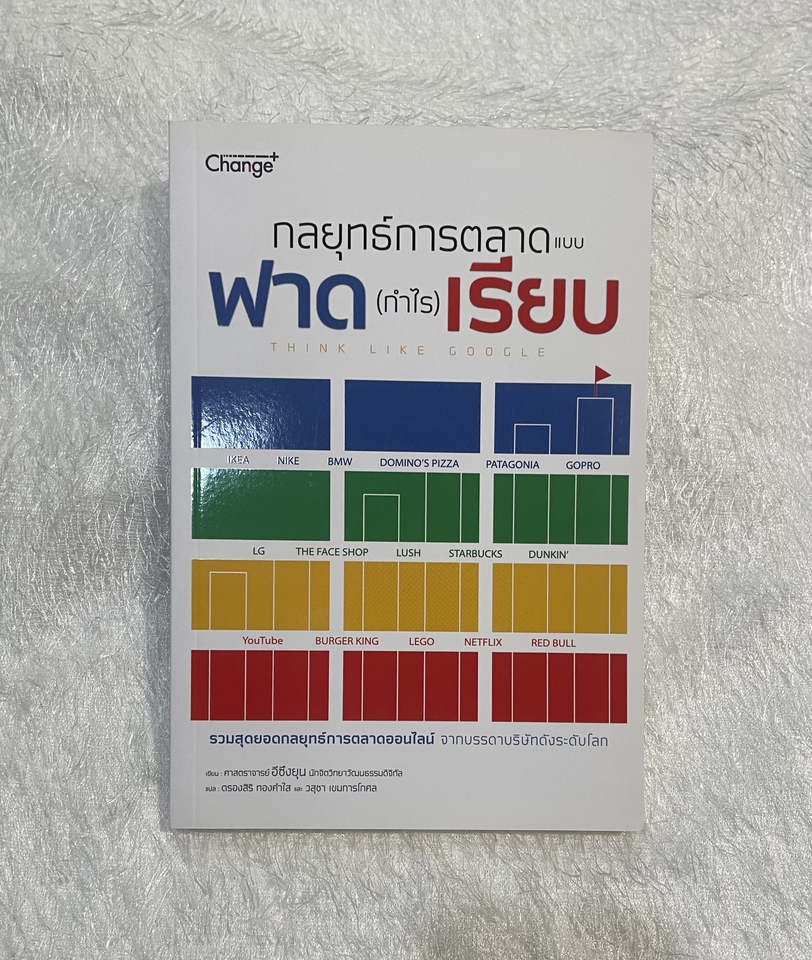 Change+
กลยุทธ์การตลาดแบบ
ฟาด (กำไร) เรียบ
THINK LIKE GOOGLE
IKEA NIKE BMW DOMINO'S PIZZA PATAGONIA GOPRO
LG THE FACE SHOP LUSH STARBUCKS DUNKIN'
YouTube BURGER KING LEGO NETFLIX RED BULL
รวมสุดยอดกลยุทธ์การตลาดออนไลน์ จากบรรดาบริษัทดังระดับโลก
เขียน : ศาสตราจารย์ อีซึงยุน นักจิตวิทยาวัฒนธรรมดิจิทัล
แปล : ตรองสิริ ทองคำใส และ วสุชา เขมการโกศล